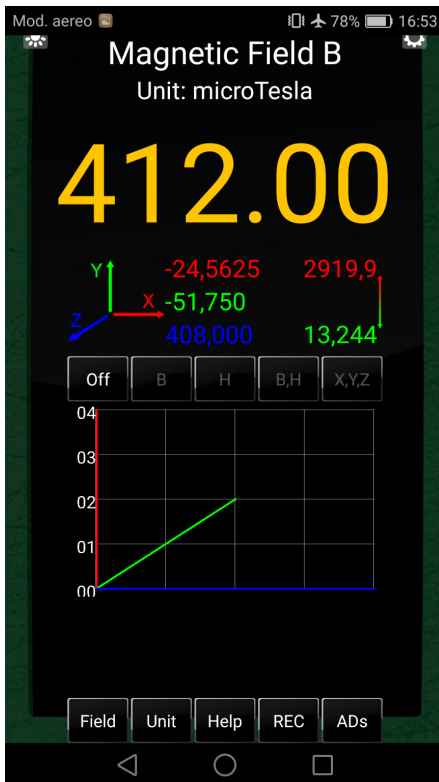 Mod. aereo 78% 16:53
Magnetic Field B
Unit: microTesla
412.00
Y -24,5625 2919,9
X -51,750
Z 408,000 13,244
Off B H B,H X,Y,Z
04
03
02
01
00
Field Unit Help REC ADs